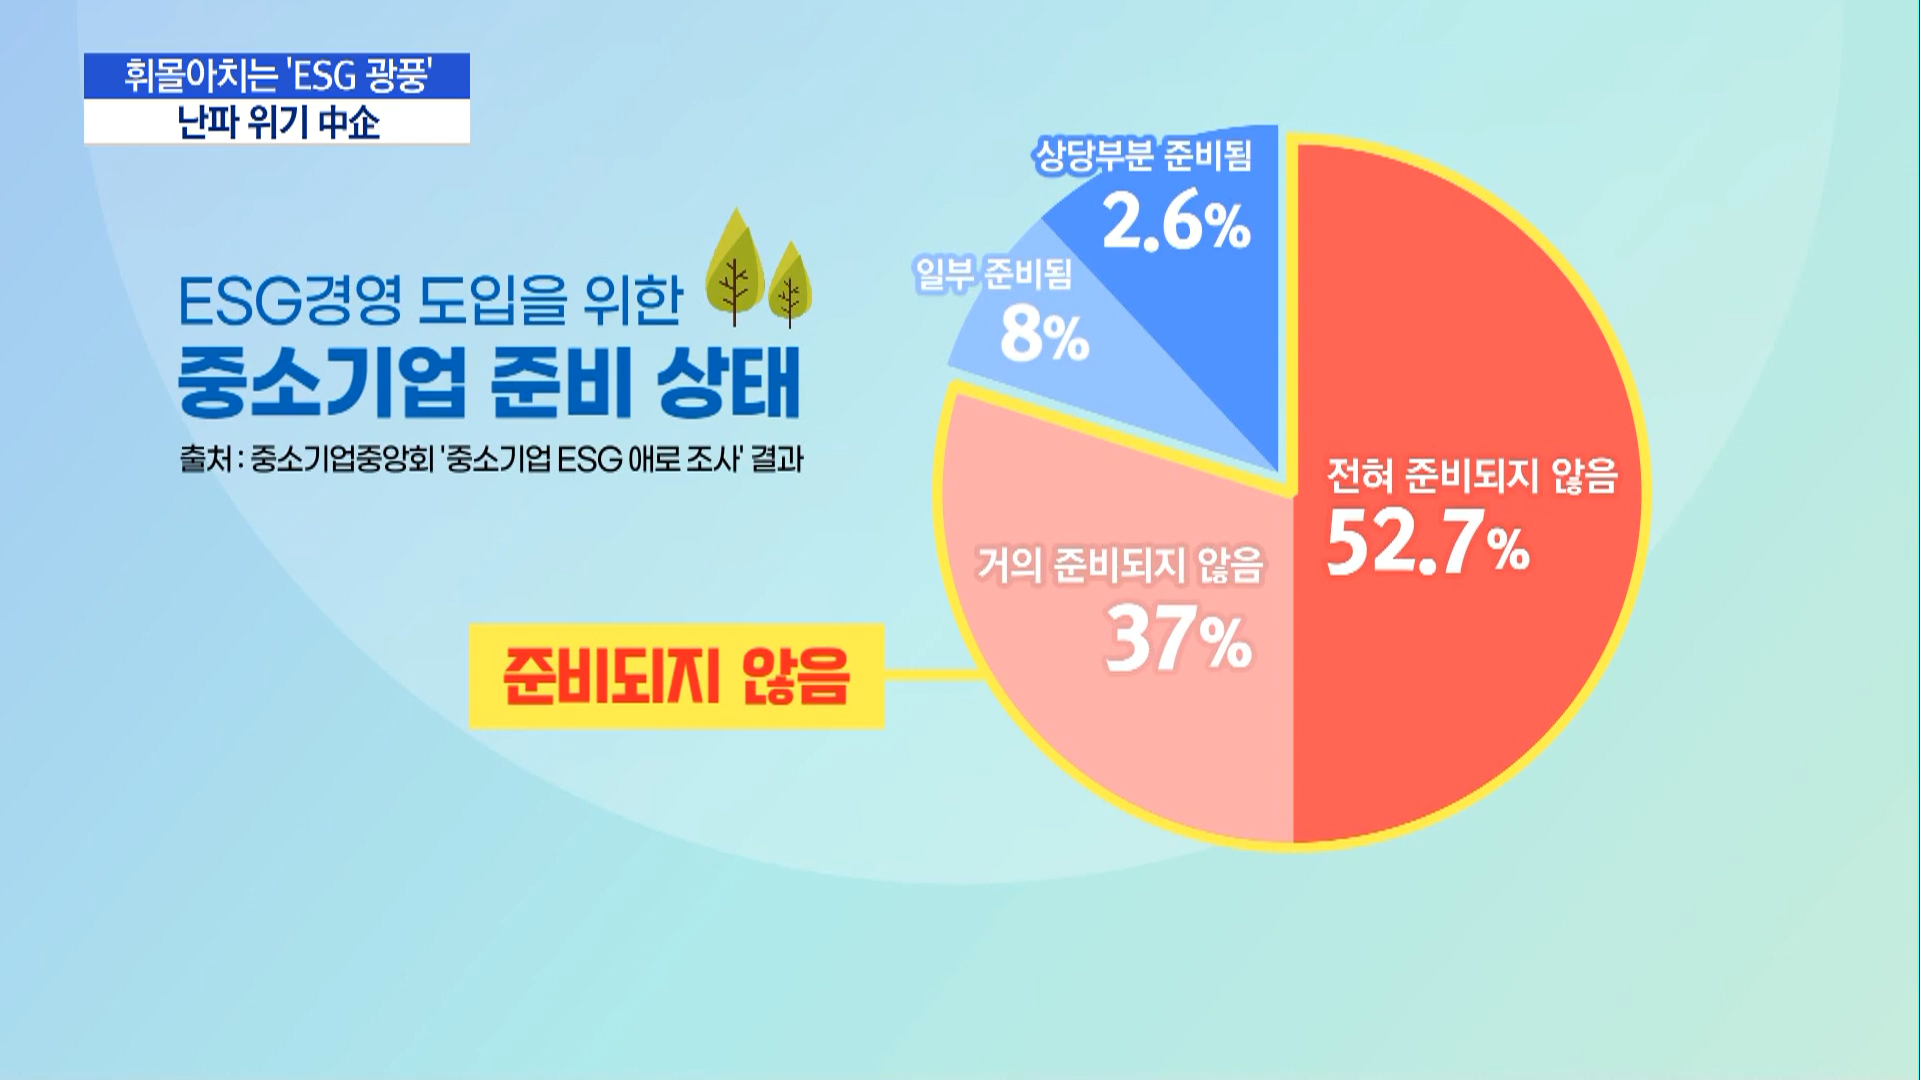 휘몰아치는 'ESG 광풍'
난파 위기 中企
ESG경영 도입을 위한
중소기업 준비 상태
출처 : 중소기업중앙회 '중소기업 ESG 애로 조사' 결과
상당부분 준비됨
2.6%
일부 준비됨
8%
전혀 준비되지 않음
52.7%
거의 준비되지 않음
37%
준비되지 않음